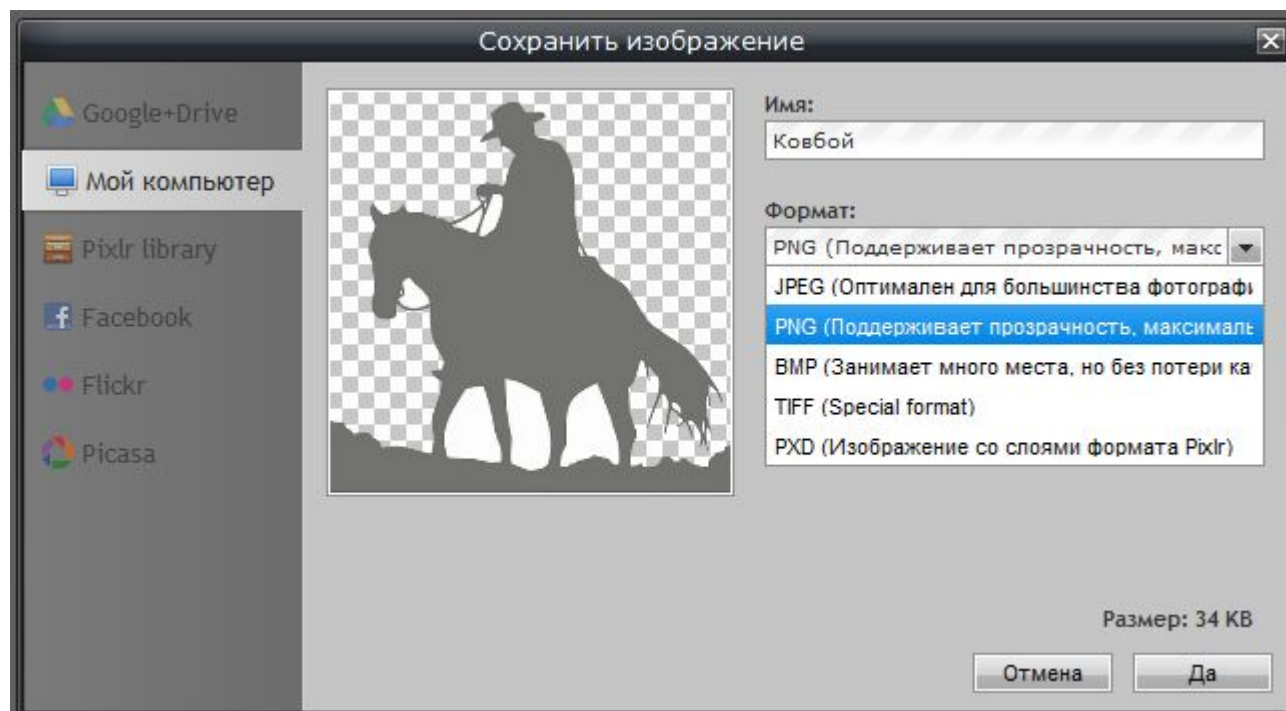 Сохранить изображение
Google+Drive
Мой компьютер
Pixlr library
Facebook
Flickr
Picasa
Имя:
Ковбой
Формат:
PNG (Поддерживает прозрачность, макс
JPEG (Оптимален для большинства фотографи
PNG (Поддерживает прозрачность, максималь
BMP (Занимает много места, но без потери ка
TIFF (Special format)
PXD (Изображение со слоями формата Pixlr)
Размер: 34 KB
Отмена
Да